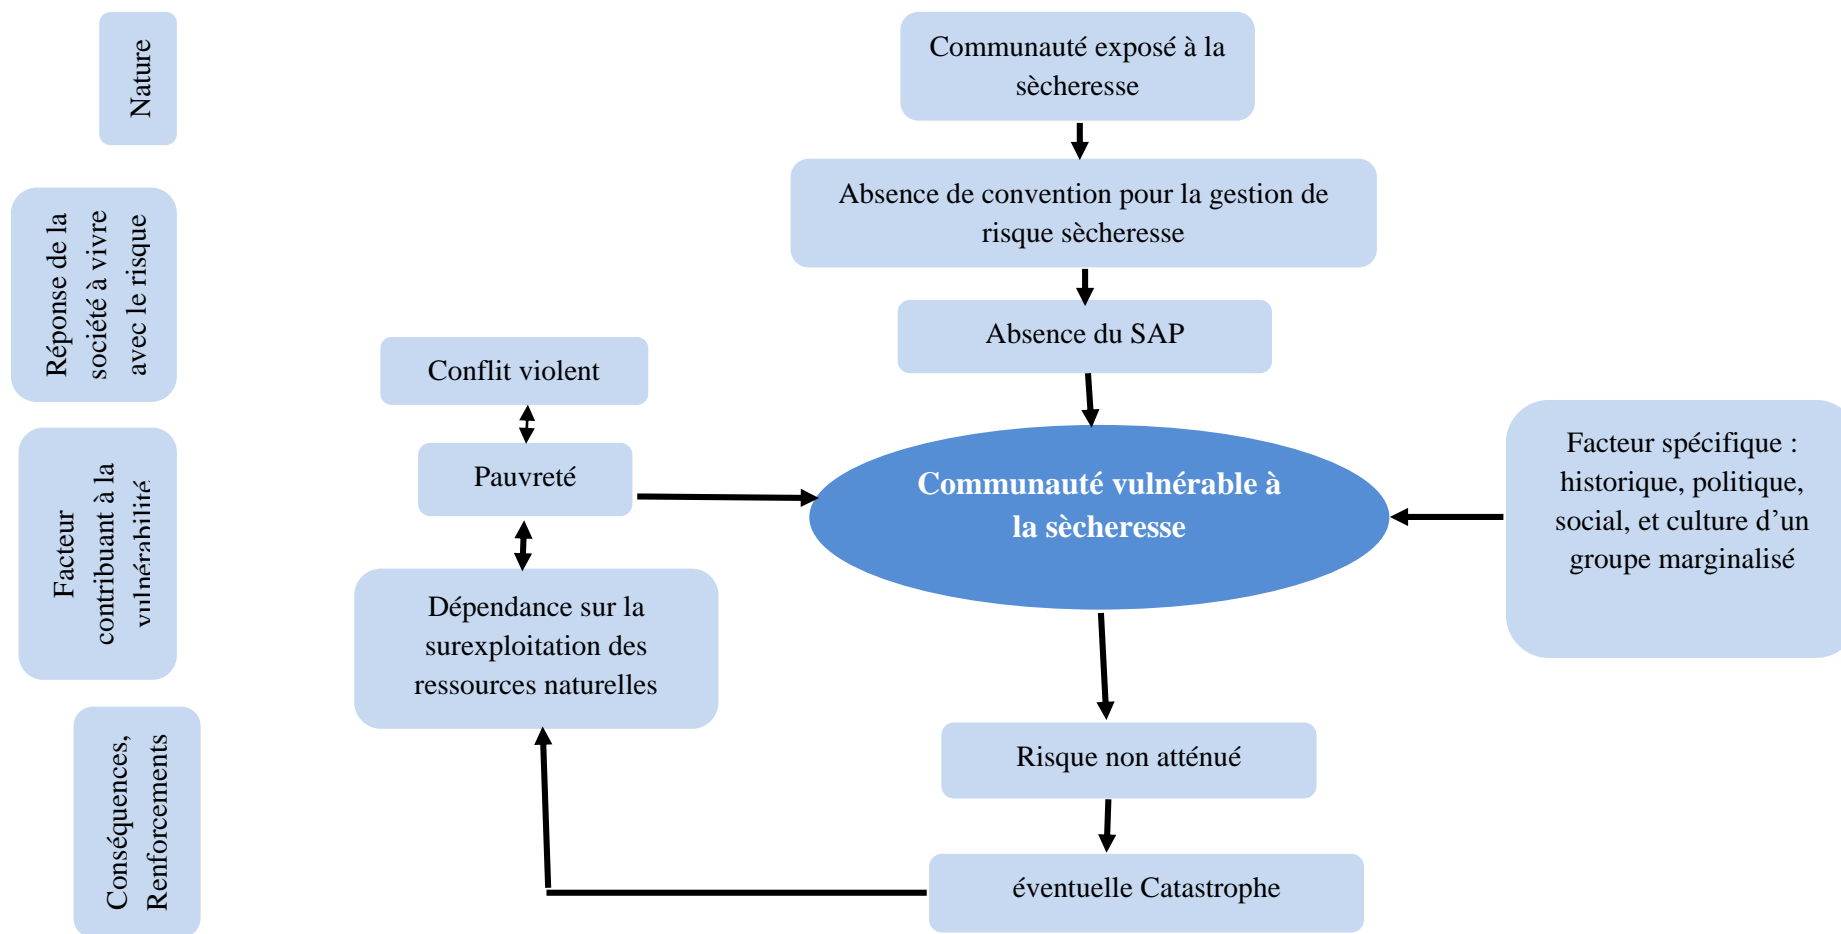 Nature
Réponse de la
société à vivre
avec le risque
Facteur
contribuant à la
vulnérabilité
Conséquences,
Renforcements
Communauté exposé à la
sècheresse
Absence de convention pour la gestion de
risque sècheresse
Absence du SAP
Conflit violent
Pauvreté
Dépendance sur la
surexploitation des
ressources naturelles
Communauté vulnérable à
la sècheresse
Facteur spécifique :
historique, politique,
social, et culture d’un
groupe marginalisé
Risque non atténué
éventuelle Catastrophe